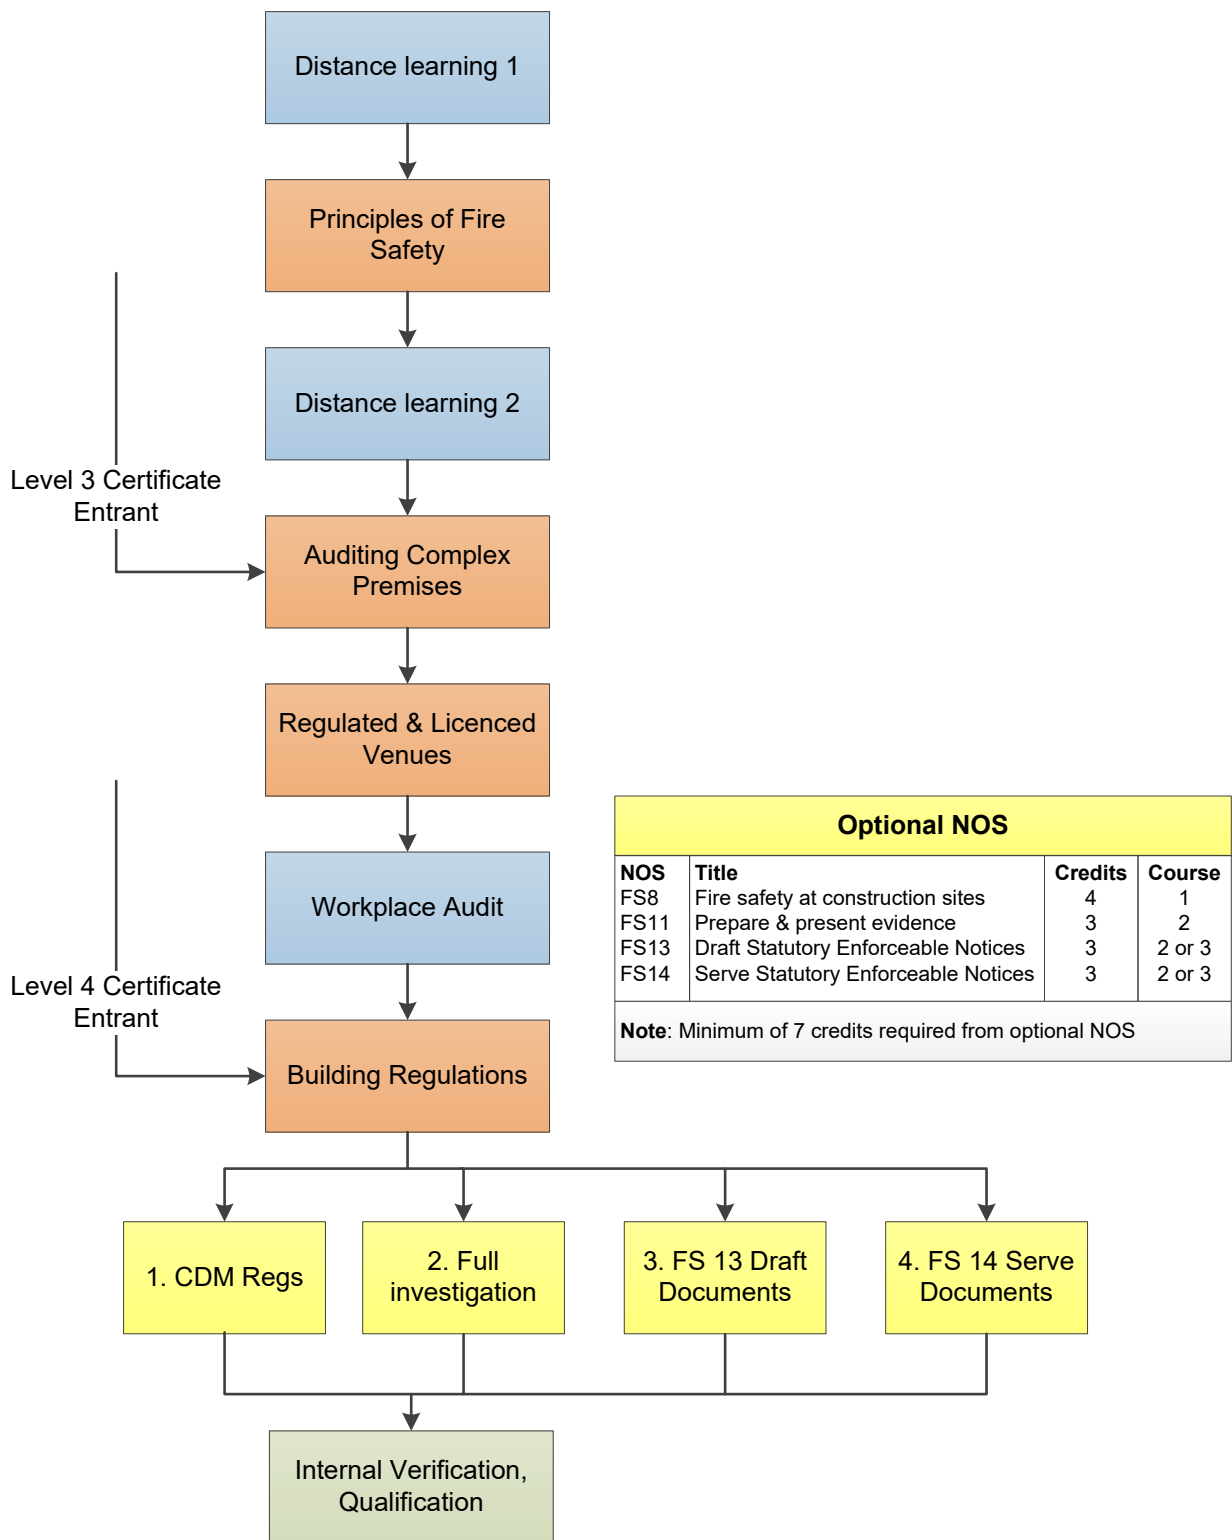 Distance learning 1
Principles of Fire
Safety
Distance learning 2
Level 3 Certificate
Entrant
Auditing Complex
Premises
Regulated & Licenced
Venues
Workplace Audit
Level 4 Certificate
Entrant
Building Regulations
Optional NOS
NOS Title Credits Course
FS8 Fire safety at construction sites 4 1
FS11 Prepare & present evidence 3 2
FS13 Draft Statutory Enforceable Notices 3 2 or 3
FS14 Serve Statutory Enforceable Notices 3 2 or 3
Note: Minimum of 7 credits required from optional NOS
1. CDM Regs
2. Full
investigation
3. FS 13 Draft
Documents
4. FS 14 Serve
Documents
Internal Verification,
Qualification